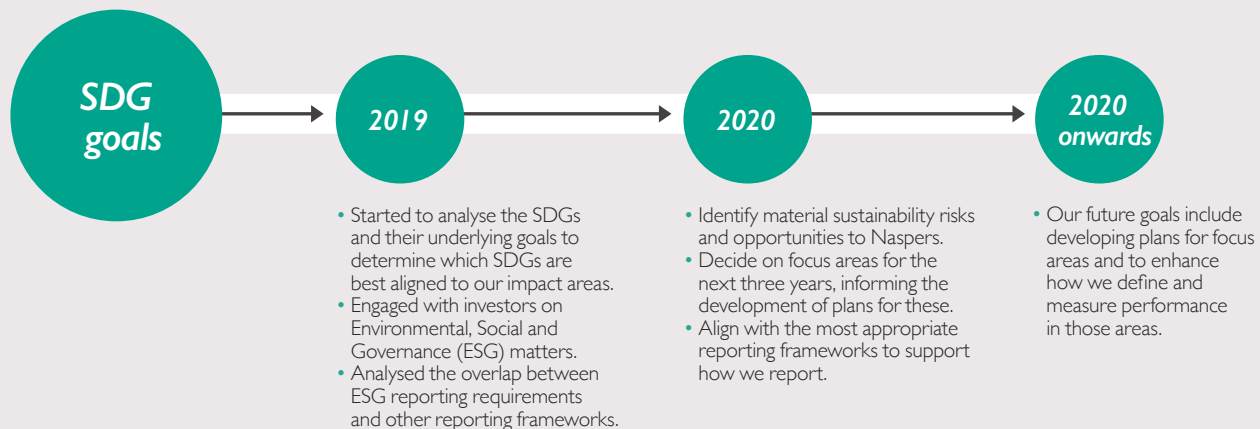 SDG
goals
2019
2020
2020
onwards
• Started to analyse the SDGs
and their underlying goals to
determine which SDGs are
best aligned to our impact areas.
• Engaged with investors on
Environmental, Social and
Governance (ESG) matters.
• Analysed the overlap between
ESG reporting requirements
and other reporting frameworks.
• Identify material sustainability risks
and opportunities to Naspers.
• Decide on focus areas for the
next three years, informing the
development of plans for these.
• Align with the most appropriate
reporting frameworks to support
how we report.
• Our future goals include
developing plans for focus
areas and to enhance
how we define and
measure performance
in those areas.